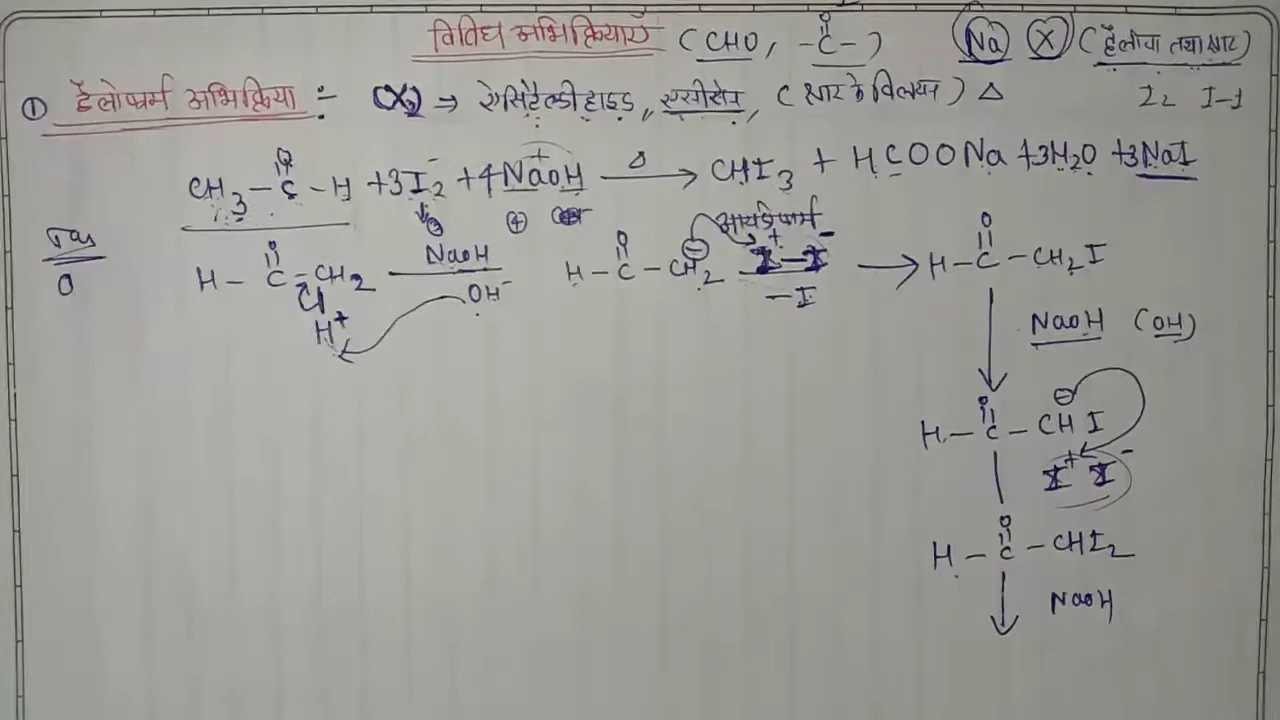 विविध अभिक्रियाएँ (CHO, -C-) Na X (हैलोजन तथा क्षार)
O
① हैलोफार्म अभिक्रिया :- (X2) ⇒ एसिटैल्डीहाइड, एसीटोन, (क्षार के विलयन) Δ I2 I-I
O
CH3-C-H +3I2 +4NaOH Δ→ CHI3 + HCOONa +3H2O +3NaI
आयडोफार्म
O
H-C-CH2 NaOH OH-
H+
O
H-C-CH2 ⊖ I+-I- -I →
O
H-C-CH2I
NaOH (OH)
O ⊖
H-C-CHI
I+ I-
O
H-C-CHI2
NaOH